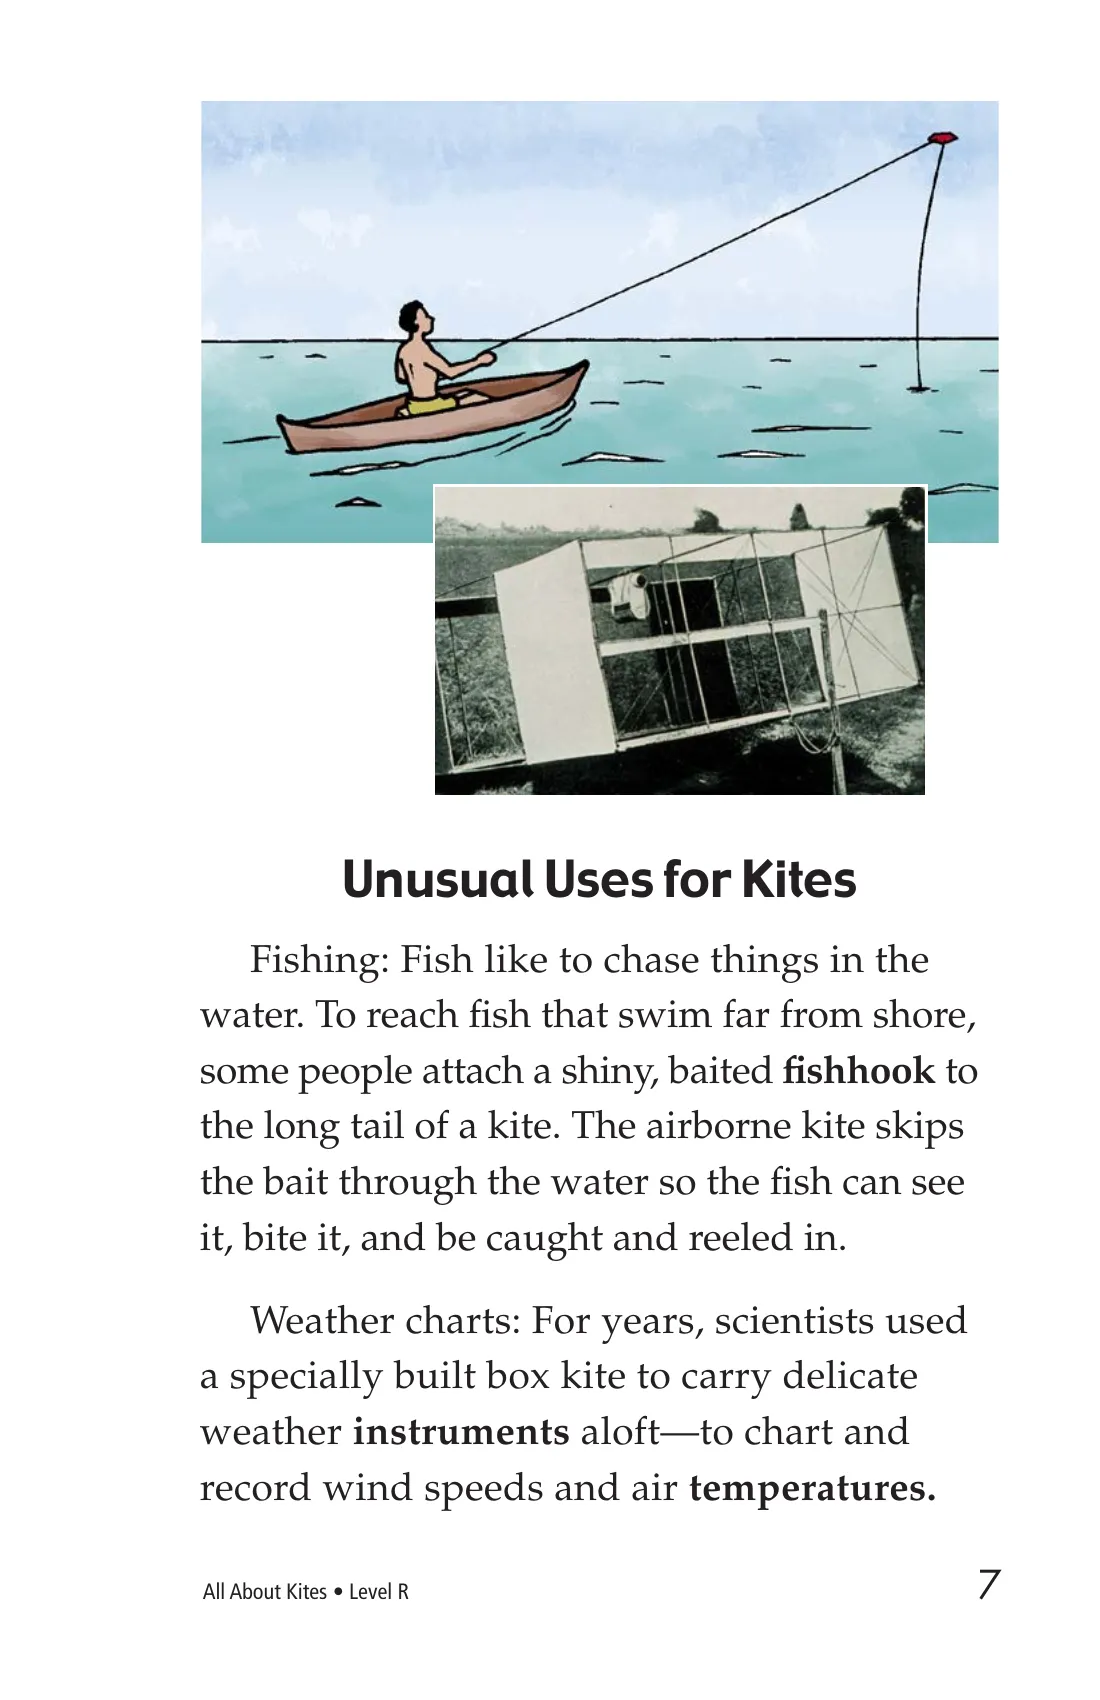 Unusual Uses for Kites
Fishing: Fish like to chase things in the
water. To reach fish that swim far from shore,
some people attach a shiny, baited fishhook to
the long tail of a kite. The airborne kite skips
the bait through the water so the fish can see
it, bite it, and be caught and reeled in.
Weather charts: For years, scientists used
a specially built box kite to carry delicate
weather instruments aloft—to chart and
record wind speeds and air temperatures.
All About Kites • Level R
7